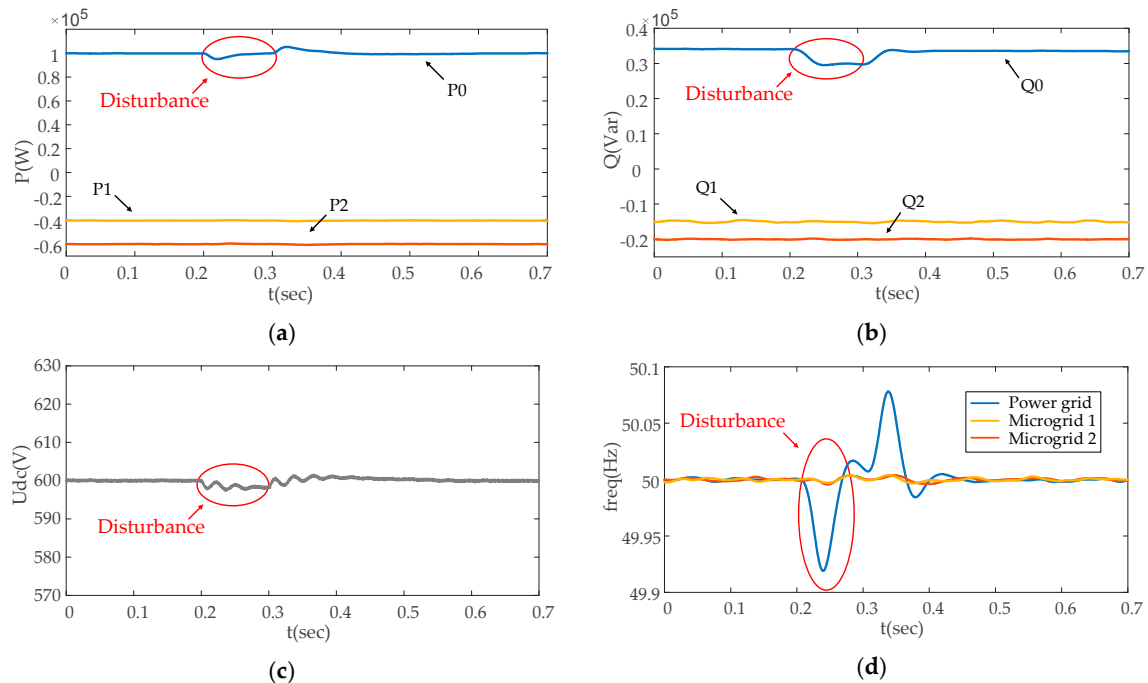 ×10⁵
1
0.8
0.6
0.4
0.2
0
-0.2
-0.4
-0.6
P(W)
Disturbance
P0
P1
P2
0 0.1 0.2 0.3 0.4 0.5 0.6 0.7
t(sec)
(a)
×10⁵
0.4
0.3
0.2
0.1
0
-0.1
-0.2
Q(Var)
Disturbance
Q0
Q1
Q2
0 0.1 0.2 0.3 0.4 0.5 0.6 0.7
t(sec)
(b)
630
620
610
600
590
580
570
Udc(V)
Disturbance
0 0.1 0.2 0.3 0.4 0.5 0.6 0.7
t(sec)
(c)
50.1
50.05
50
49.95
49.9
freq(Hz)
Disturbance
Power grid
Microgrid 1
Microgrid 2
0 0.1 0.2 0.3 0.4 0.5 0.6 0.7
t(sec)
(d)